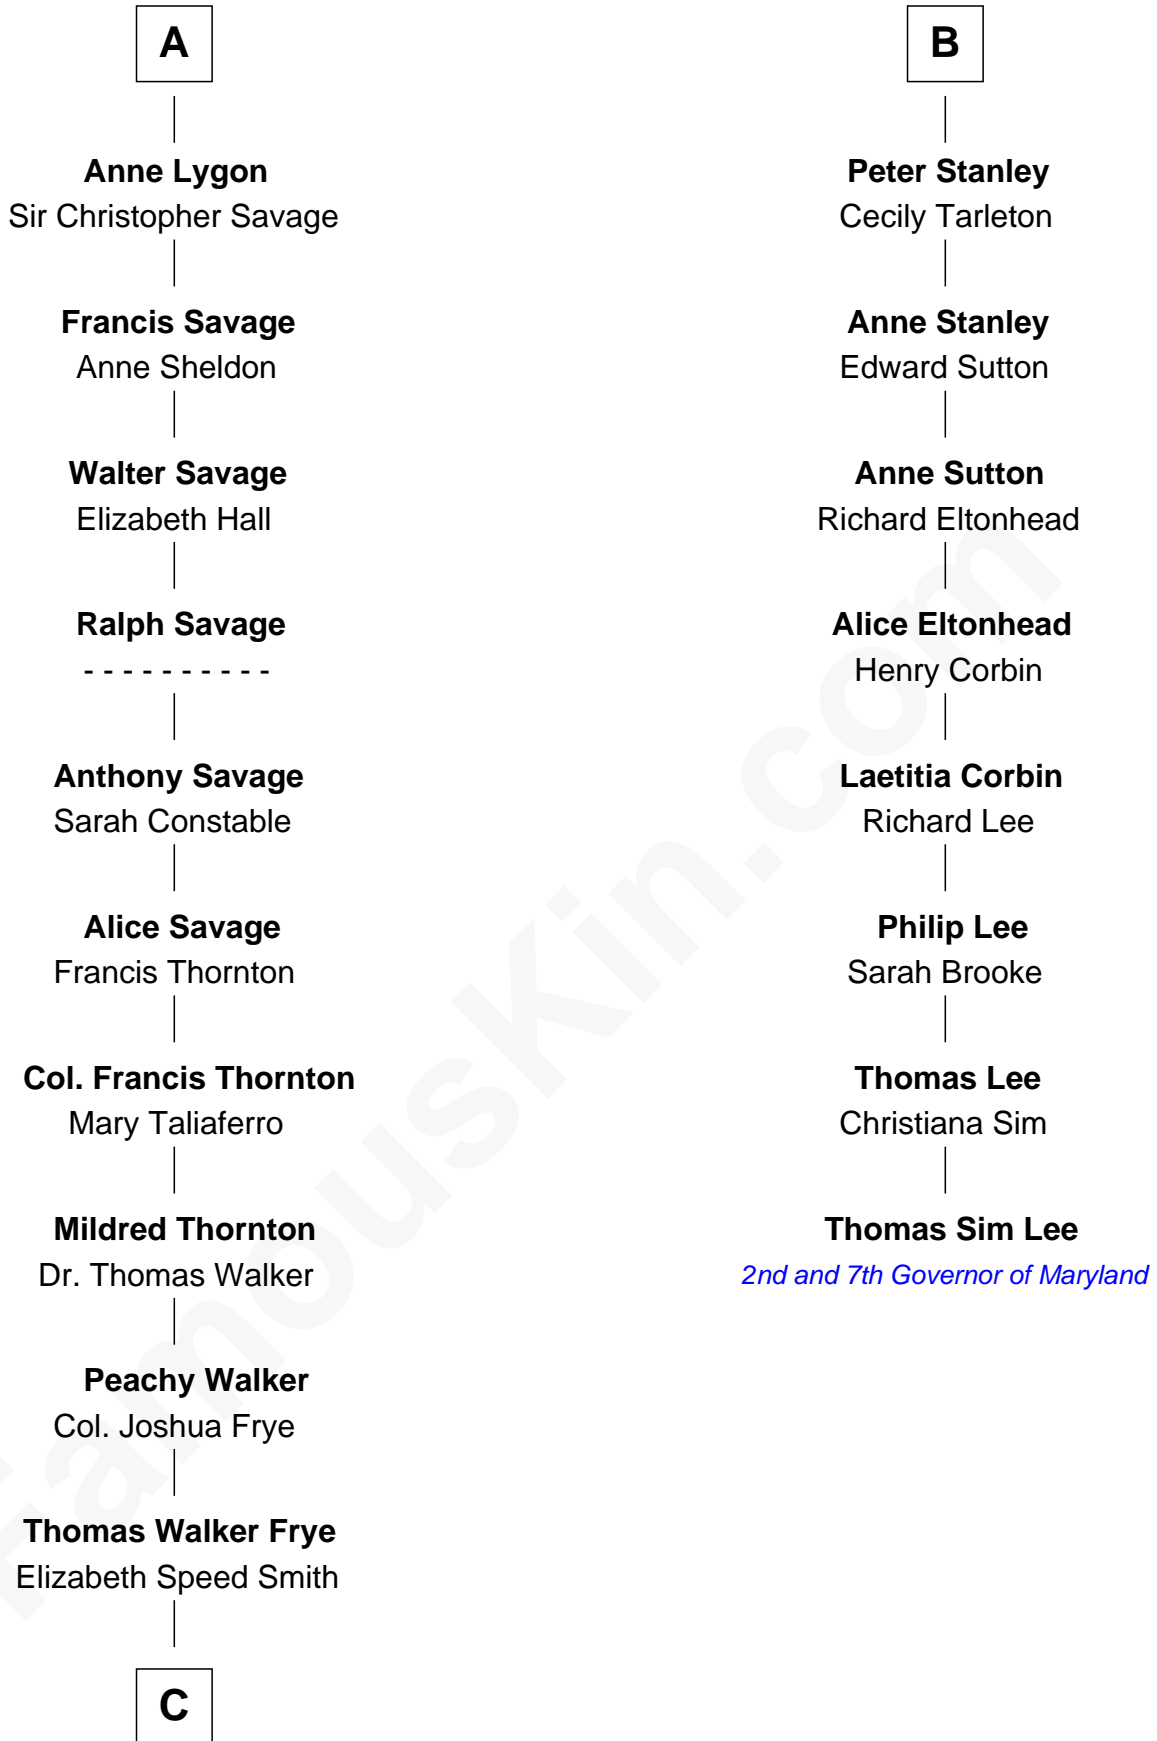 A
Anne Lygon
Sir Christopher Savage
Francis Savage
Anne Sheldon
Walter Savage
Elizabeth Hall
Ralph Savage
- - - - - - - - - -
Anthony Savage
Sarah Constable
Alice Savage
Francis Thornton
Col. Francis Thornton
Mary Taliaferro
Mildred Thornton
Dr. Thomas Walker
Peachy Walker
Col. Joshua Frye
Thomas Walker Frye
Elizabeth Speed Smith
C
B
Peter Stanley
Cecily Tarleton
Anne Stanley
Edward Sutton
Anne Sutton
Richard Eltonhead
Alice Eltonhead
Henry Corbin
Laetitia Corbin
Richard Lee
Philip Lee
Sarah Brooke
Thomas Lee
Christiana Sim
Thomas Sim Lee
2nd and 7th Governor of Maryland
FamousKin.com